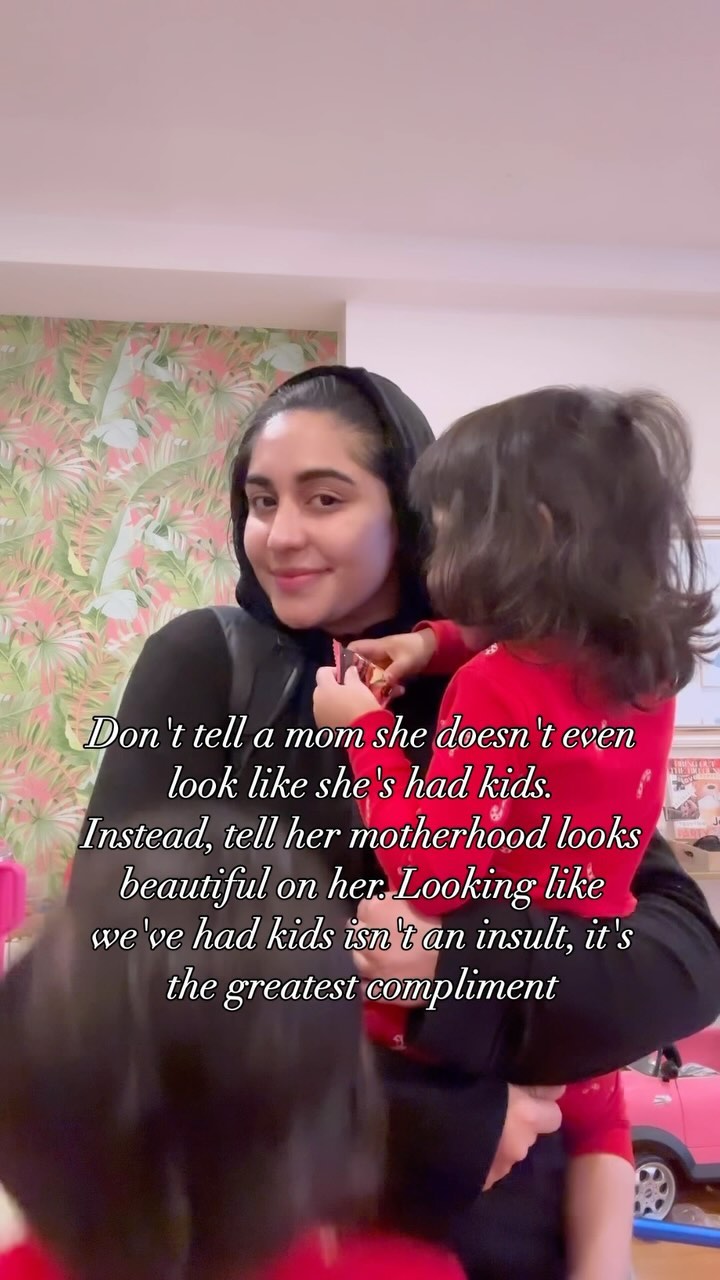 Don't tell a mom she doesn't even
look like she's had kids.
Instead, tell her motherhood looks
beautiful on her. Looking like
we've had kids isn't an insult, it's
the greatest compliment